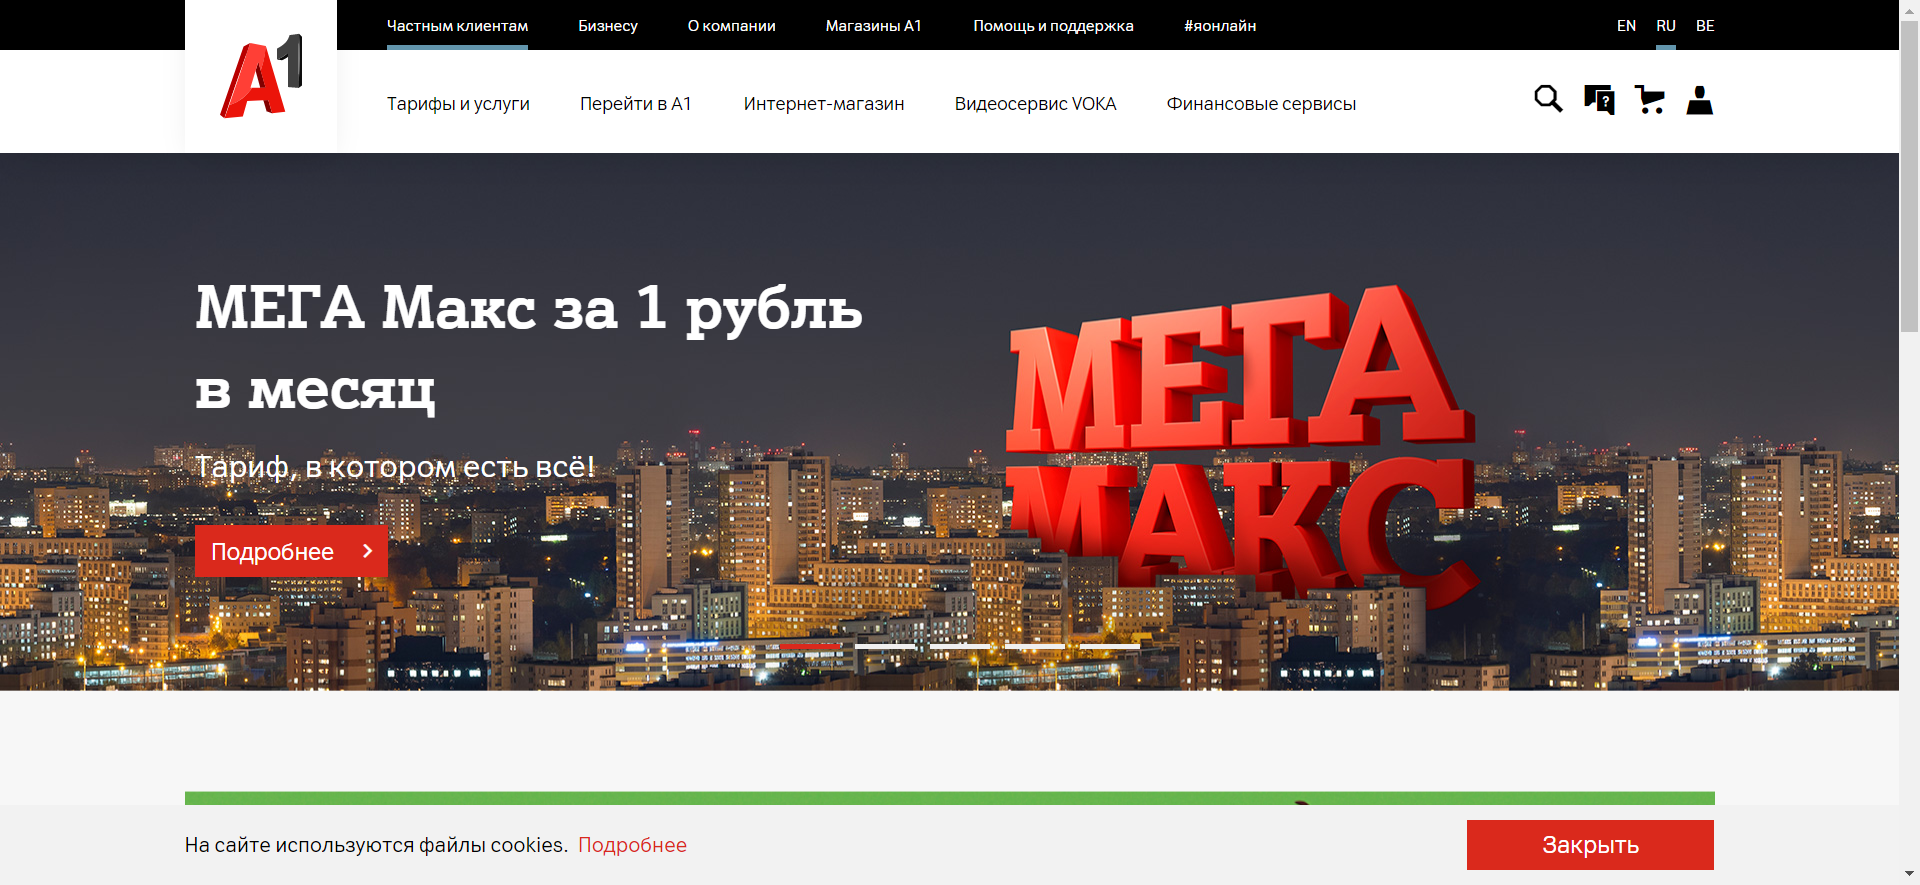 Частным клиентам
Бизнесу
О компании
Магазины А1
Помощь и поддержка
#яонлайн
EN
RU
BE
A1
Тарифы и услуги
Перейти в А1
Интернет-магазин
Видеосервис VOKA
Финансовые сервисы
?
МЕГА Макс за 1 рубль
в месяц
Тариф, в котором есть всё!
Подробнее
МЕГА
МАКС
На сайте используются файлы cookies. Подробнее
Закрыть